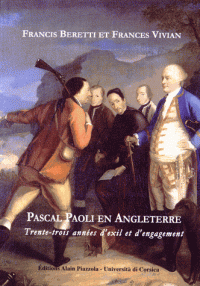 FRANCIS BERETTI ET FRANCES VIVIAN
PASCAL PAOLI EN ANGLETERRE
Trente-trois années d'exil et d'engagement
Éditions Alain Piazzola - Università di Corsica